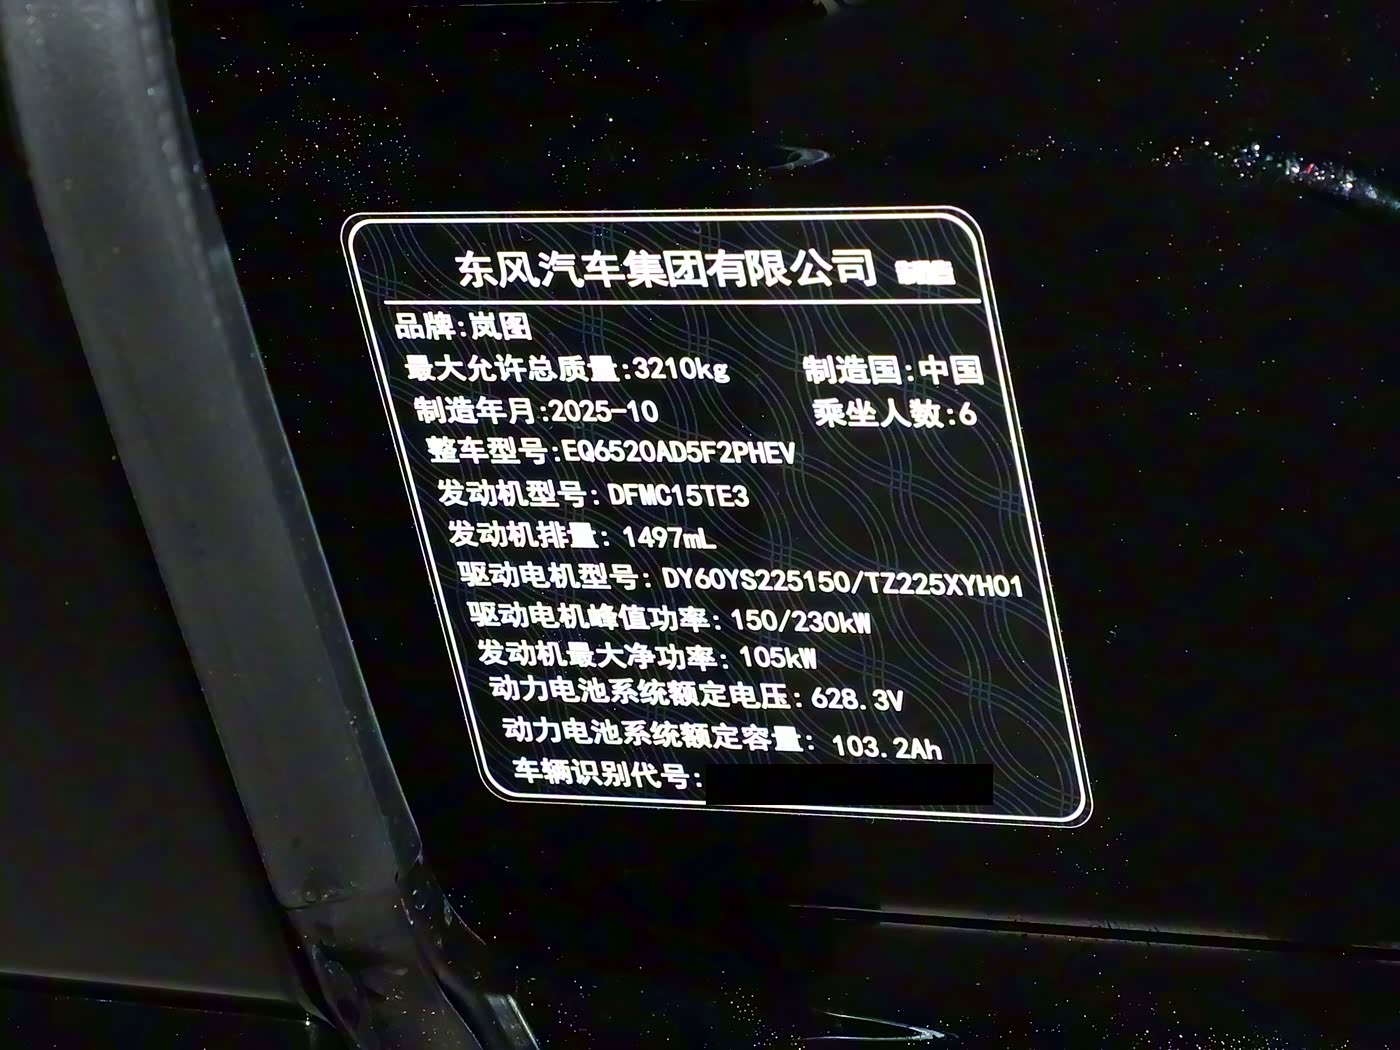 东风汽车集团有限公司 制造
品牌:岚图
最大允许总质量:3210kg 制造国:中国
制造年月:2025-10 乘坐人数:6
整车型号:EQ6520AD5F2PHEV
发动机型号: DFMC15TE3
发动机排量: 1497mL
驱动电机型号: DY60YS225150/TZ225XYH01
驱动电机峰值功率: 150/230kW
发动机最大净功率: 105kW
动力电池系统额定电压: 628.3V
动力电池系统额定容量: 103.2Ah
车辆识别代号: